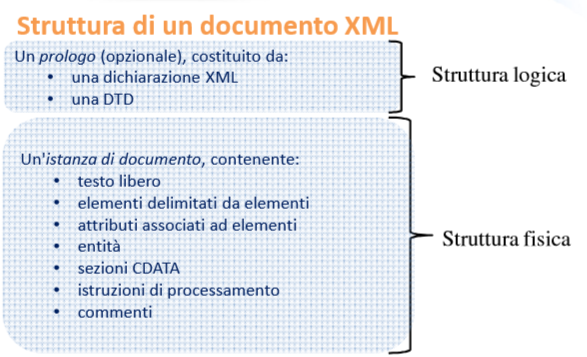 Struttura di un documento XML
Un prologo (opzionale), costituito da:
• una dichiarazione XML
• una DTD
Struttura logica
Un'istanza di documento, contenente:
• testo libero
• elementi delimitati da elementi
• attributi associati ad elementi
• entità
• sezioni CDATA
• istruzioni di processamento
• commenti
Struttura fisica